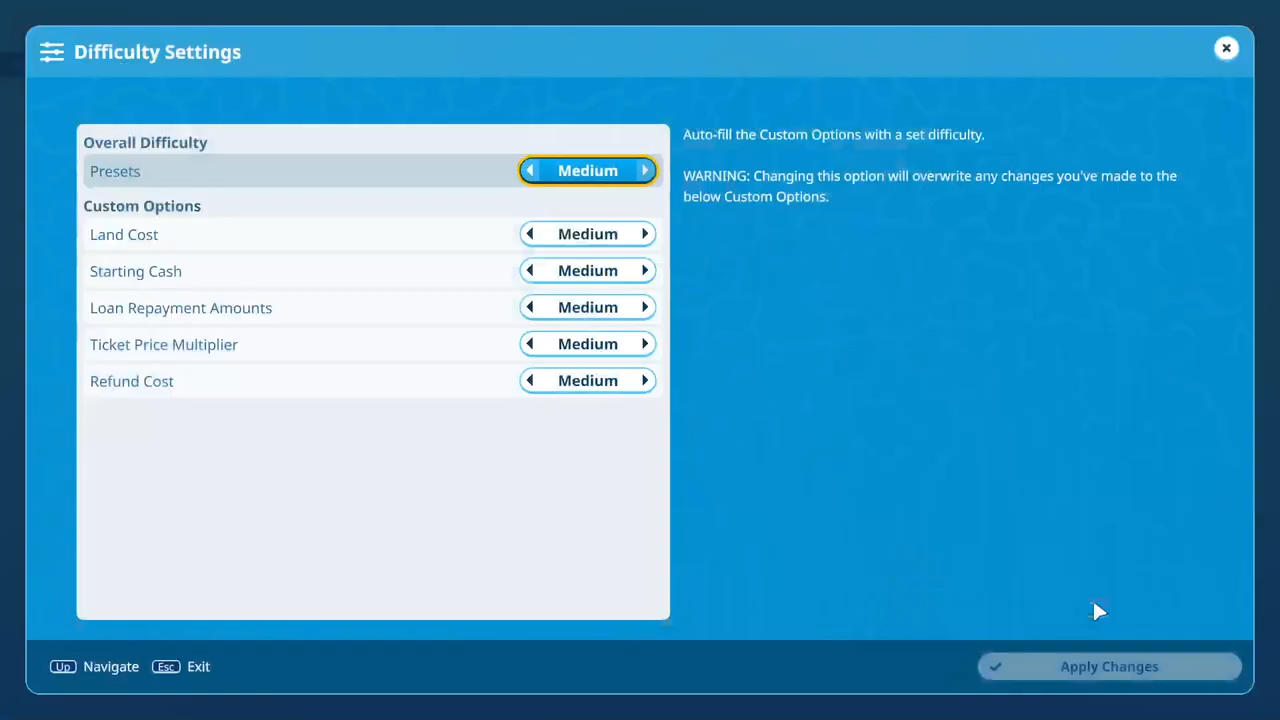 Difficulty Settings
Overall Difficulty
Presets
Medium
Auto-fill the Custom Options with a set difficulty.
WARNING: Changing this option will overwrite any changes you've made to the
below Custom Options.
Custom Options
Land Cost
Medium
Starting Cash
Medium
Loan Repayment Amounts
Medium
Ticket Price Multiplier
Medium
Refund Cost
Medium
Up Navigate Esc Exit
Apply Changes